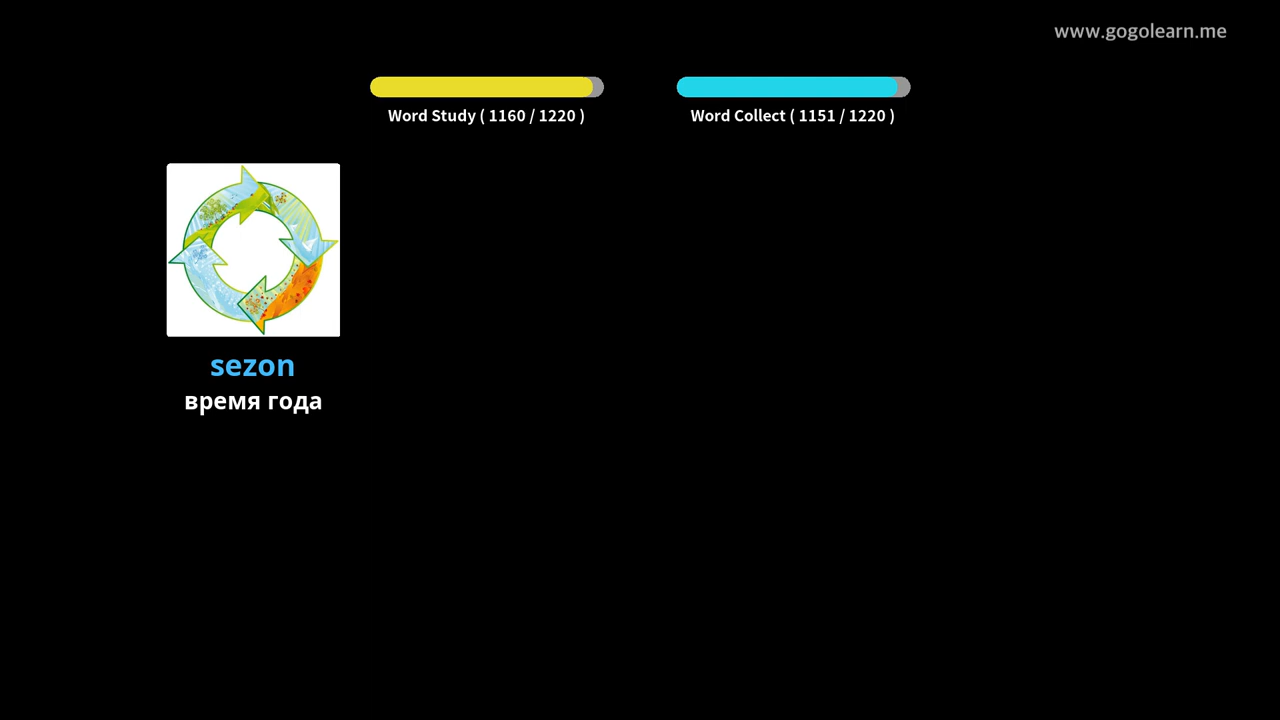 www.gogolearn.me
Word Study ( 1160 / 1220 )
Word Collect ( 1151 / 1220 )
sezon
время года